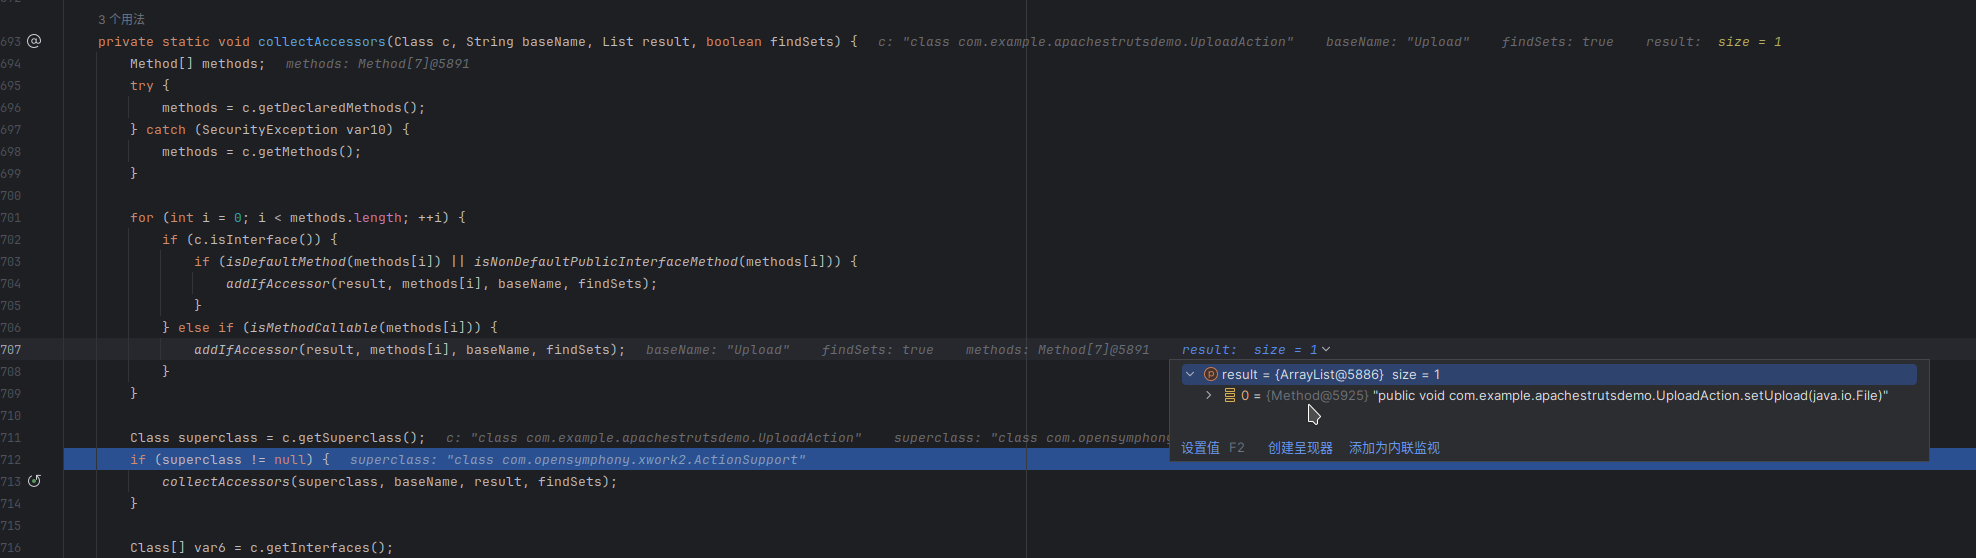 3 个用法
693 private static void collectAccessors(Class c, String baseName, List result, boolean findSets) { c: "class com.example.apachestrutsdemo.UploadAction" baseName: "Upload" findSets: true result: size = 1
694 Method[] methods; methods: Method[7]@5891
695 try {
696 methods = c.getDeclaredMethods();
697 } catch (SecurityException var10) {
698 methods = c.getMethods();
699 }
700
701 for (int i = 0; i < methods.length; ++i) {
702 if (c.isInterface()) {
703 if (isDefaultMethod(methods[i]) || isNonDefaultPublicInterfaceMethod(methods[i])) {
704 addIfAccessor(result, methods[i], baseName, findSets);
705 }
706 } else if (isMethodCallable(methods[i])) {
707 addIfAccessor(result, methods[i], baseName, findSets); baseName: "Upload" findSets: true methods: Method[7]@5891 result: size = 1
708 }
result = {ArrayList@5886} size = 1
709 }
0 = {Method@5925} "public void com.example.apachestrutsdemo.UploadAction.setUpload(java.io.File)"
710
711 Class superclass = c.getSuperclass(); c: "class com.example.apachestrutsdemo.UploadAction" superclass: "class com.opensymphony
设置值 F2 创建呈现器 添加为内联监视
712 if (superclass != null) { superclass: "class com.opensymphony.xwork2.ActionSupport"
713 collectAccessors(superclass, baseName, result, findSets);
714 }
715
716 Class[] var6 = c.getInterfaces();